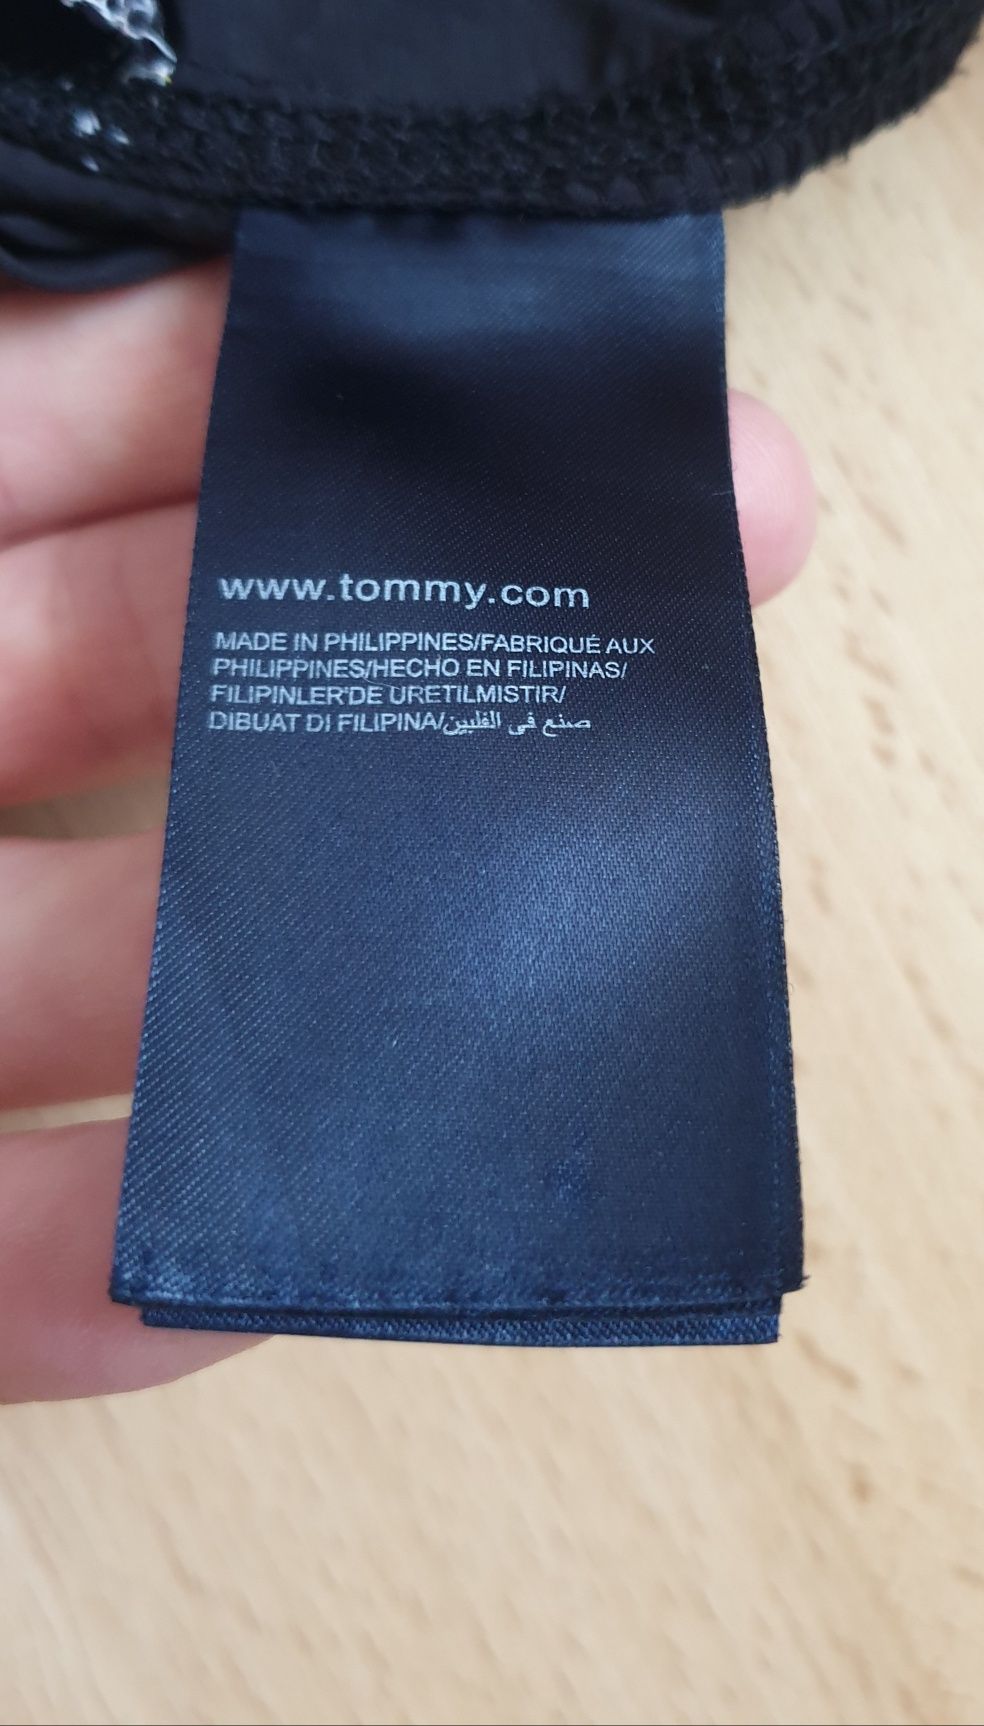 www.tommy.com
MADE IN PHILIPPINES/FABRIQUÉ AUX
PHILIPPINES/HECHO EN FILIPINAS/
FILIPINLER'DE URETILMISTIR/
DIBUAT DI FILIPINA/صنع في الفلبين